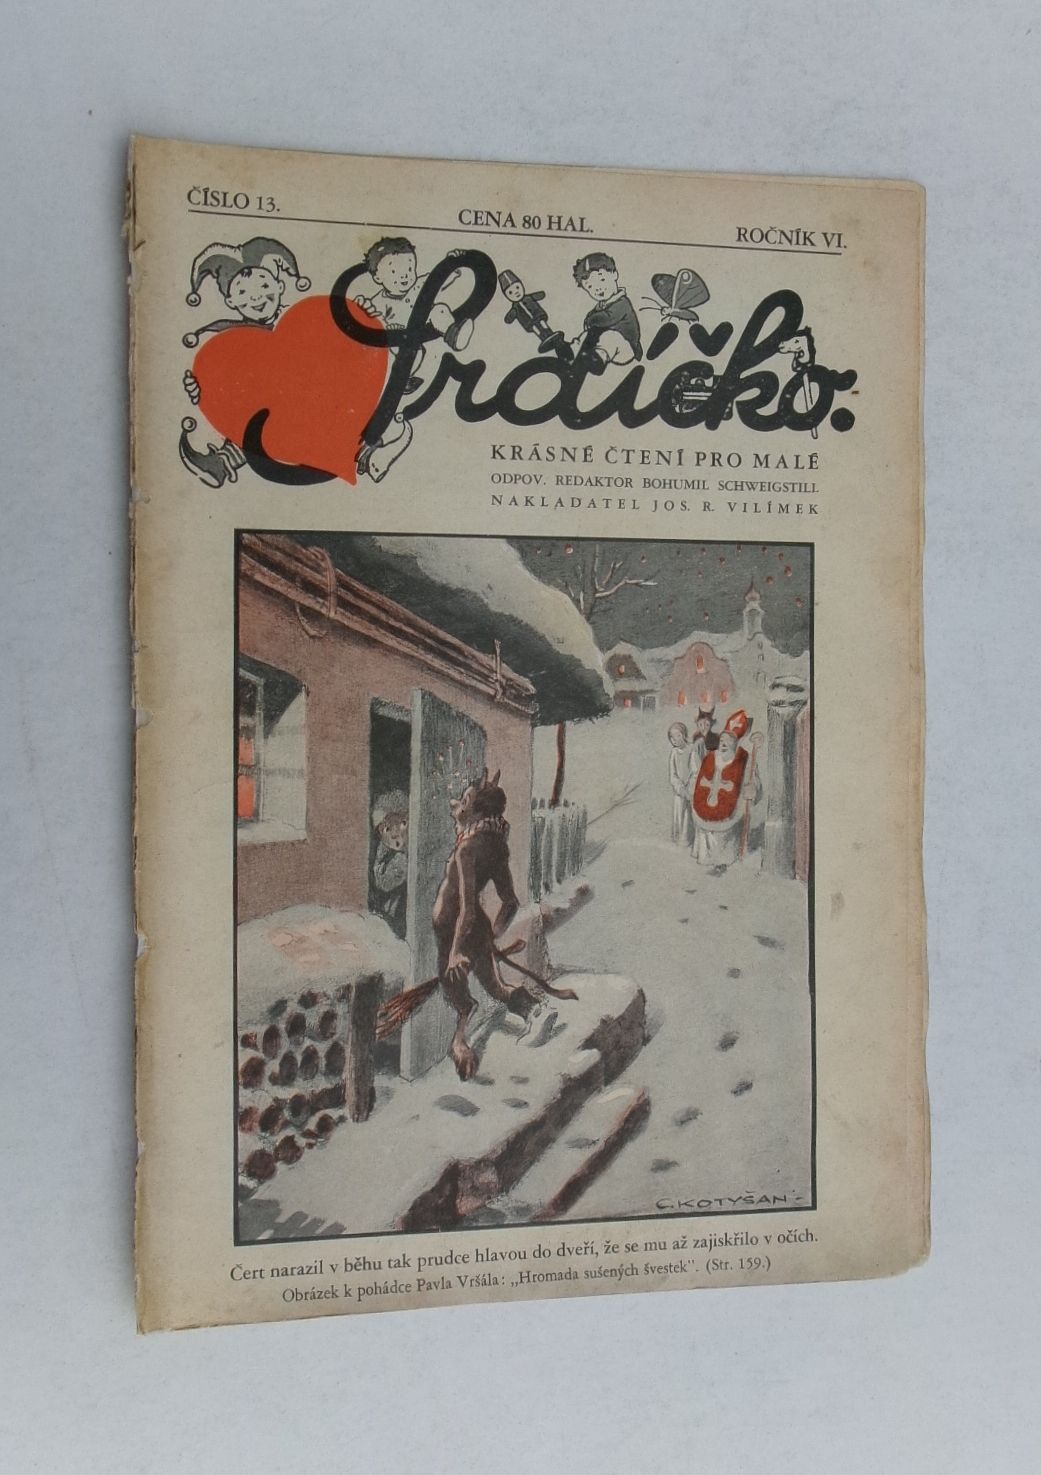 ČÍSLO 13.
CENA 80 HAL.
ROČNÍK VI.
Srdíčko.
KRÁSNÉ ČTENÍ PRO MALÉ
ODPOV. REDAKTOR BOHUMIL SCHWEIGSTILL
NAKLADATEL JOS. R. VILÍMEK
C. KOTYŠAN
Čert narazil v běhu tak prudce hlavou do dveří, že se mu až zajiskřilo v očích.
Obrázek k pohádce Pavla Vršála: „Hromada sušených švestek". (Str. 159.)